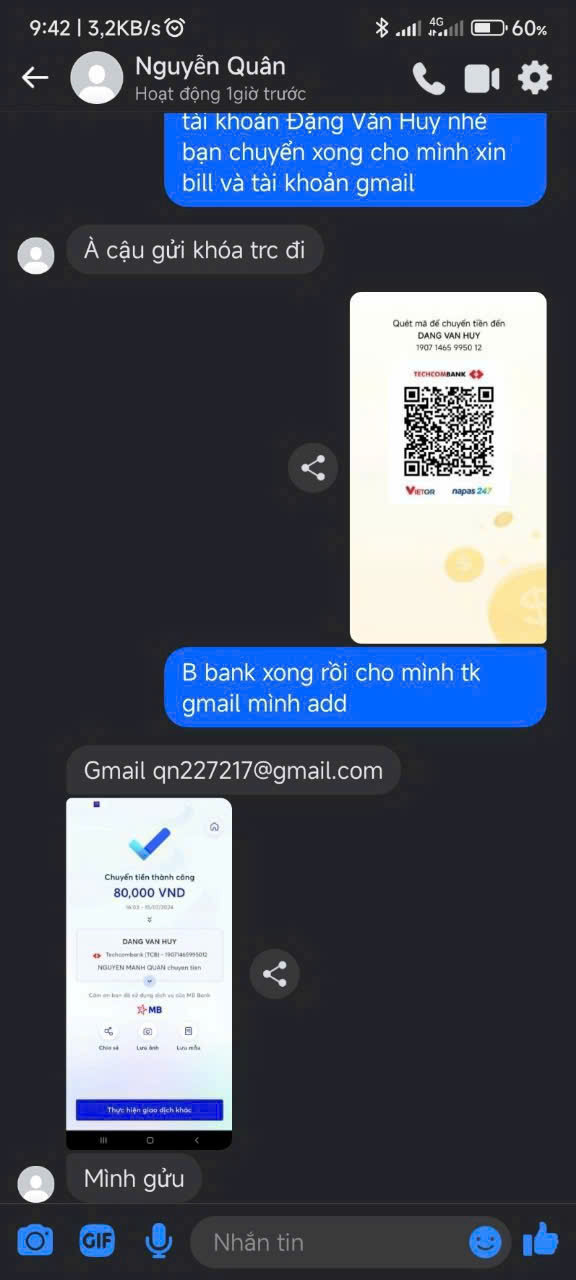 9:42 | 3,2KB/s
4G
60%
Nguyễn Quân
Hoạt động 1giờ trước
tài khoản Đặng Văn Huy nhé
bạn chuyển xong cho mình xin
bill và tài khoản gmail
À cậu gửi khóa trc đi
Quét mã để chuyển tiền đến
DANG VAN HUY
1907 1465 9950 12
TECHCOMBANK
VIETQR napas 247
B bank xong rồi cho mình tk
gmail mình add
Gmail qn227217@gmail.com
Chuyển tiền thành công
80,000 VND
DANG VAN HUY
Techcombank (TCB) - 19071465995012
NGUYEN MANH QUAN chuyen tien
Cảm ơn bạn đã sử dụng dịch vụ của MB Bank
MB
Chia sẻ Lưu ảnh Lưu mẫu
Thực hiện giao dịch khác
Mình gửu
GIF
Nhắn tin